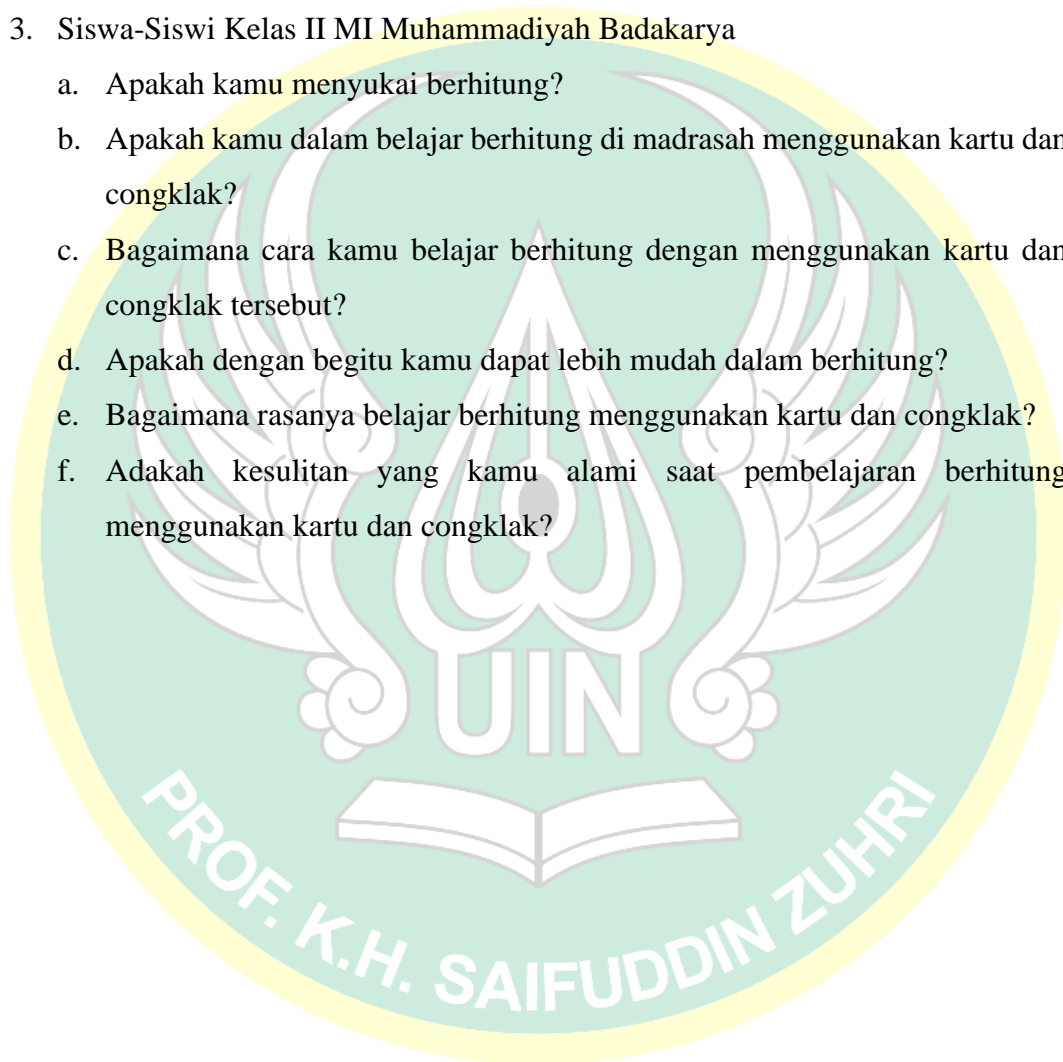 3. Siswa-Siswi Kelas II MI Muhammadiyah Badakarya
a. Apakah kamu menyukai berhitung?
b. Apakah kamu dalam belajar berhitung di madrasah menggunakan kartu dan
congklak?
c. Bagaimana cara kamu belajar berhitung dengan menggunakan kartu dan
congklak tersebut?
d. Apakah dengan begitu kamu dapat lebih mudah dalam berhitung?
e. Bagaimana rasanya belajar berhitung menggunakan kartu dan congklak?
f. Adakah kesulitan yang kamu alami saat pembelajaran berhitung
menggunakan kartu dan congklak?
UIN
PROF. K.H. SAIFUDDIN ZUHRI